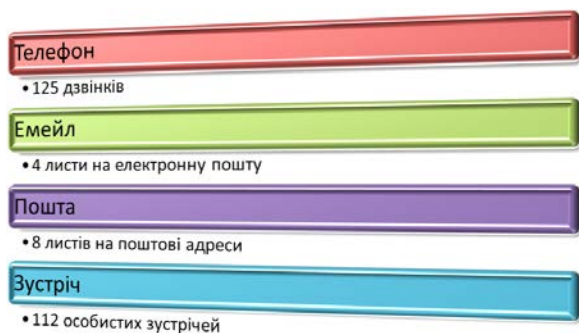 Телефон
• 125 дзвінків
Емейл
• 4 листи на електронну пошту
Пошта
• 8 листів на поштові адреси
Зустріч
• 112 особистих зустрічей